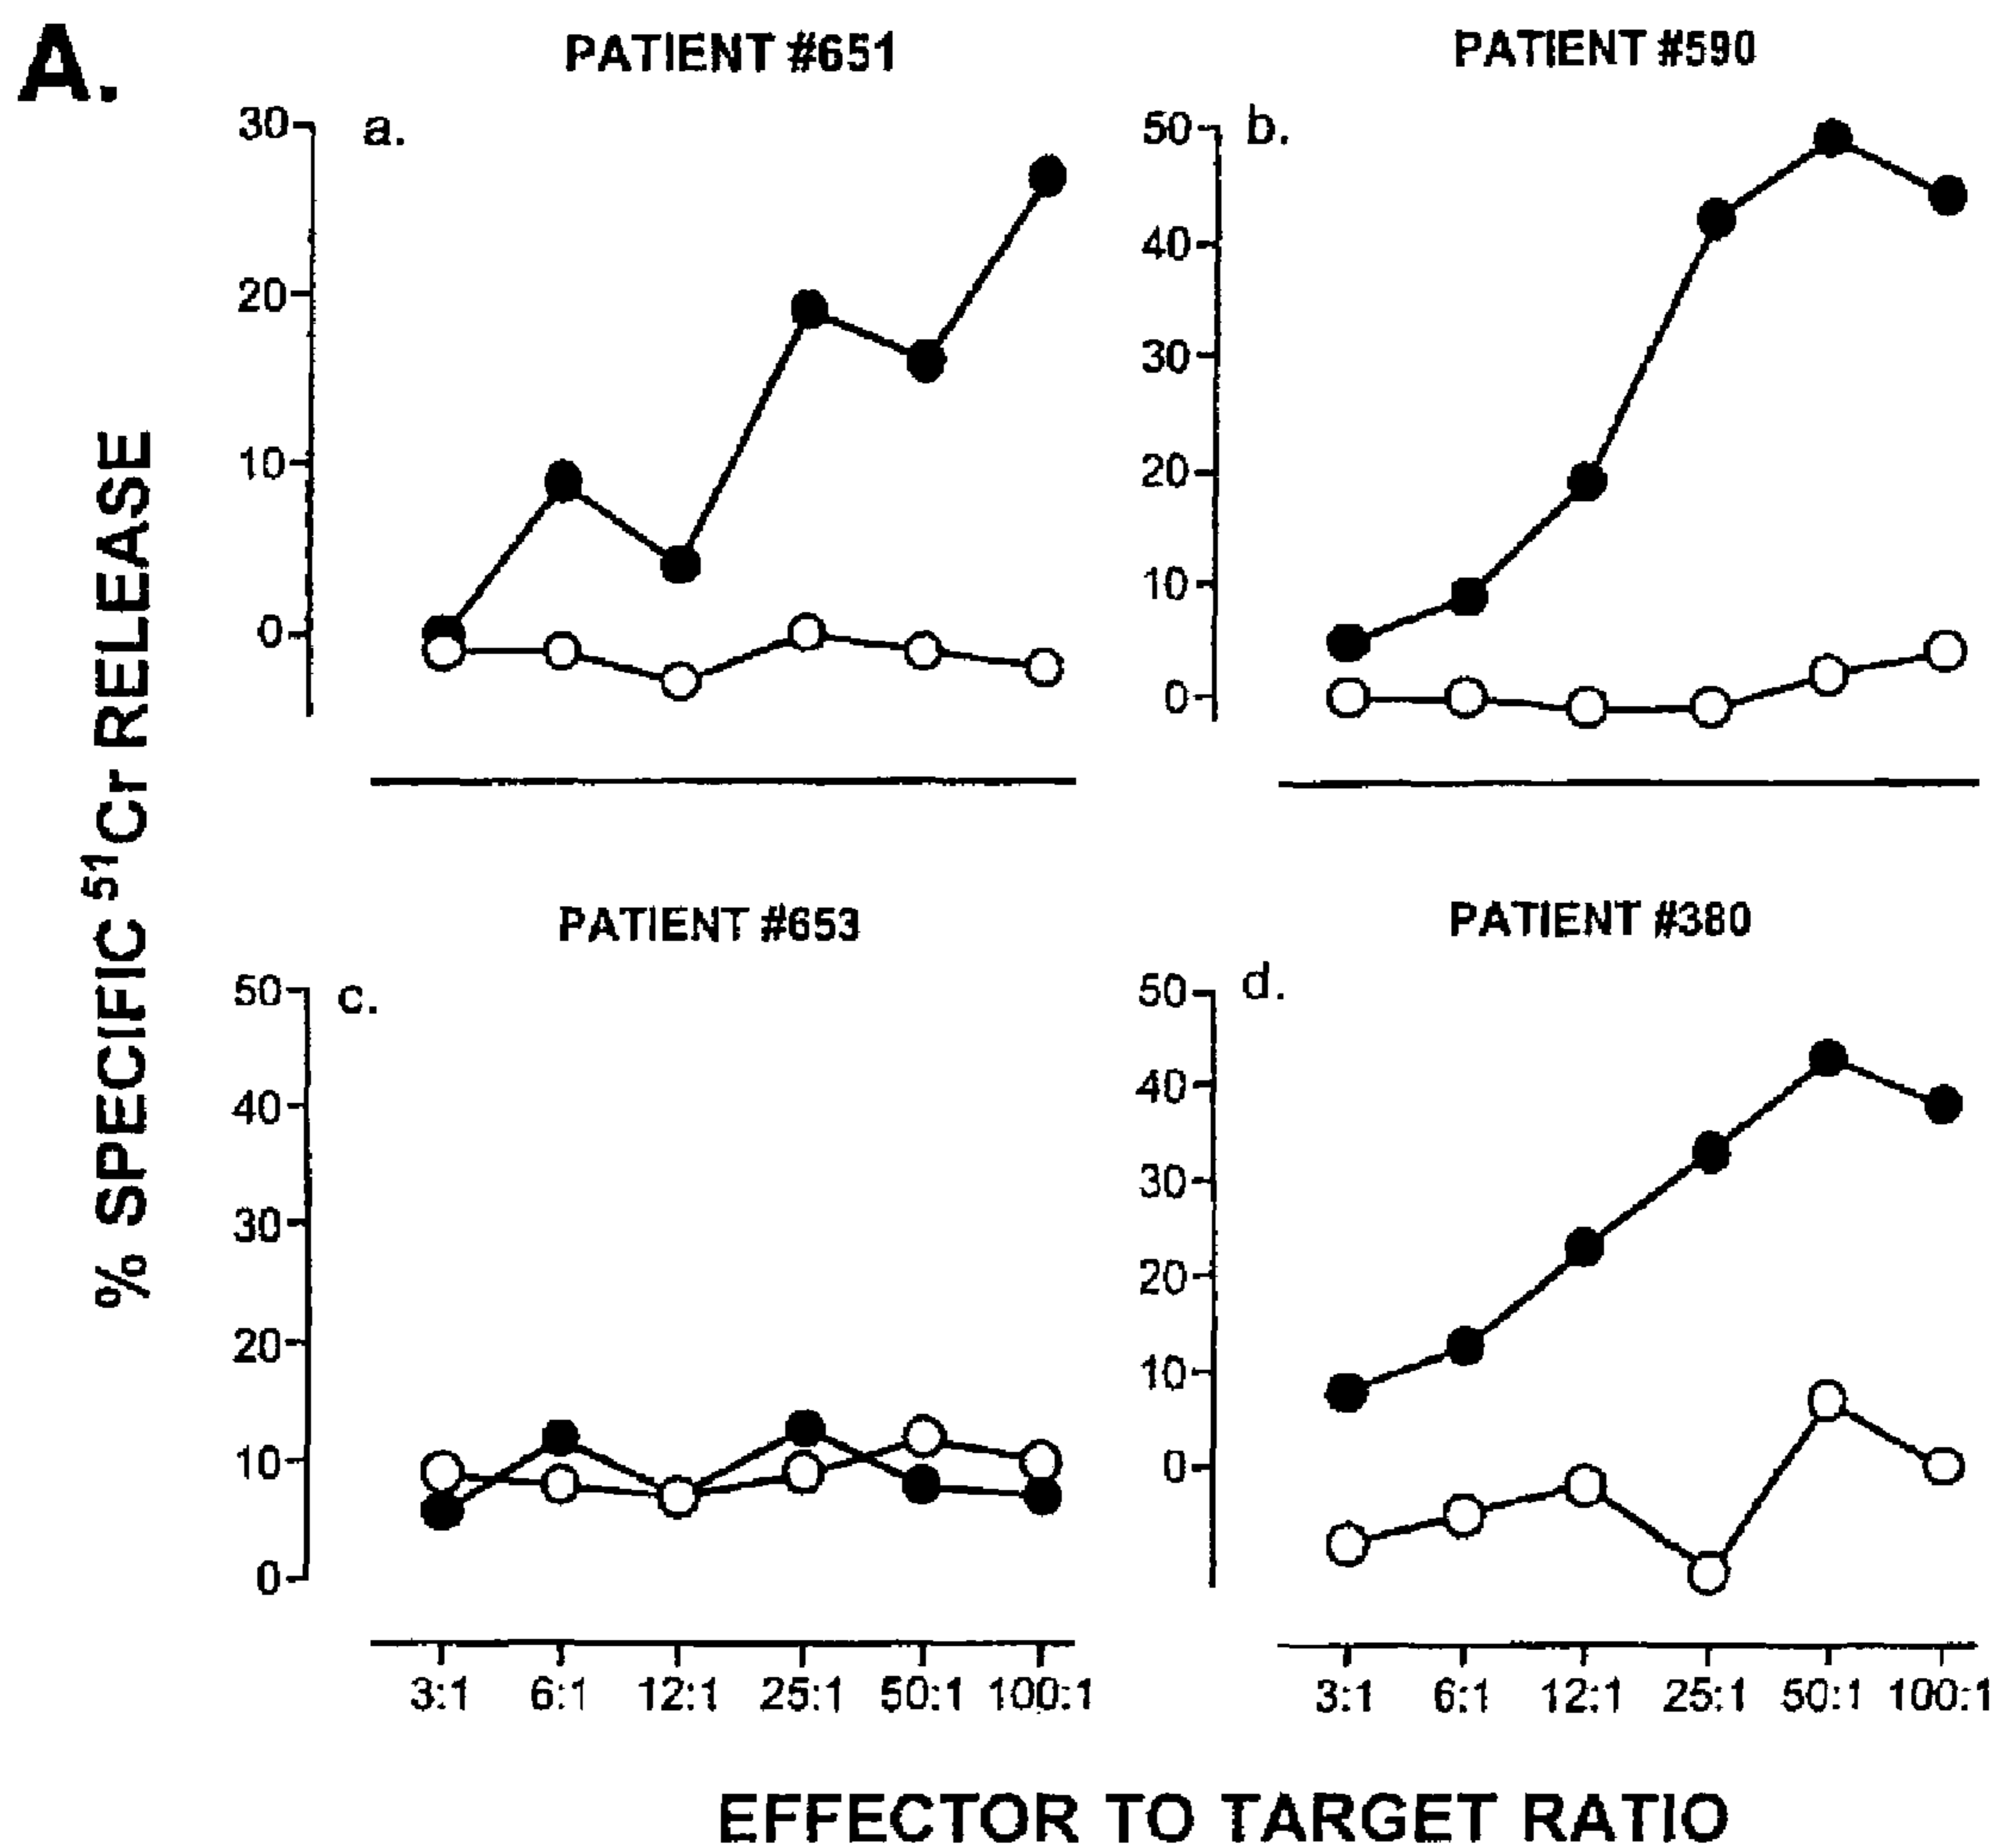 A.
PATIENT #651
PATIENT #590
a.
30
20
10
0
b.
50
40
30
20
10
0
% SPECIFIC ⁵¹Cr RELEASE
PATIENT #653
PATIENT #380
c.
50
40
30
20
10
0
d.
50
40
30
20
10
0
3:1 6:1 12:1 25:1 50:1 100:1
3:1 6:1 12:1 25:1 50:1 100:1
EFFECTOR TO TARGET RATIO